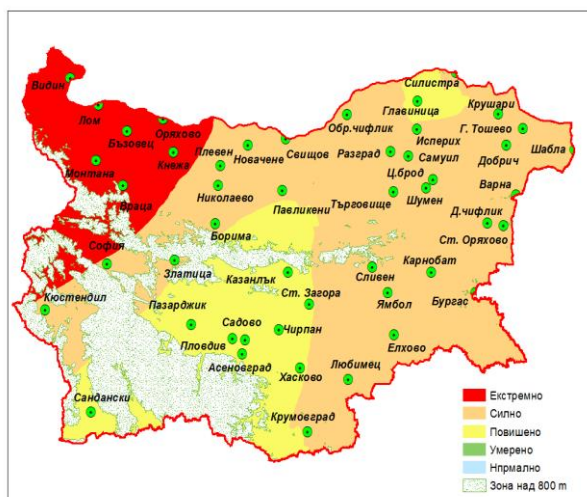 Видин
Силистра
Лом
Главиница
Крушари
Оряхово
Обр.чифлик
Г. Тошево
Бъзовец
Исперих
Плевен
Новачене
Свищов
Разград
Самуил
Шабла
Монтана
Кнежа
Добрич
Ц.брод
Варна
Враца
Николаево
Павликени
Търговище
Шумен
Д.чифлик
Борима
Ст. Оряхово
София
Златица
Казанлък
Сливен
Карнобат
Кюстендил
Пазарджик
Ст. Загора
Ямбол
Бургас
Садово
Чирпан
Пловдив
Елхово
Асеновград
Хасково
Любимец
Сандански
Крумовград
Екстремно
Силно
Повишено
Умерено
Нпрмално
Зона над 800 m